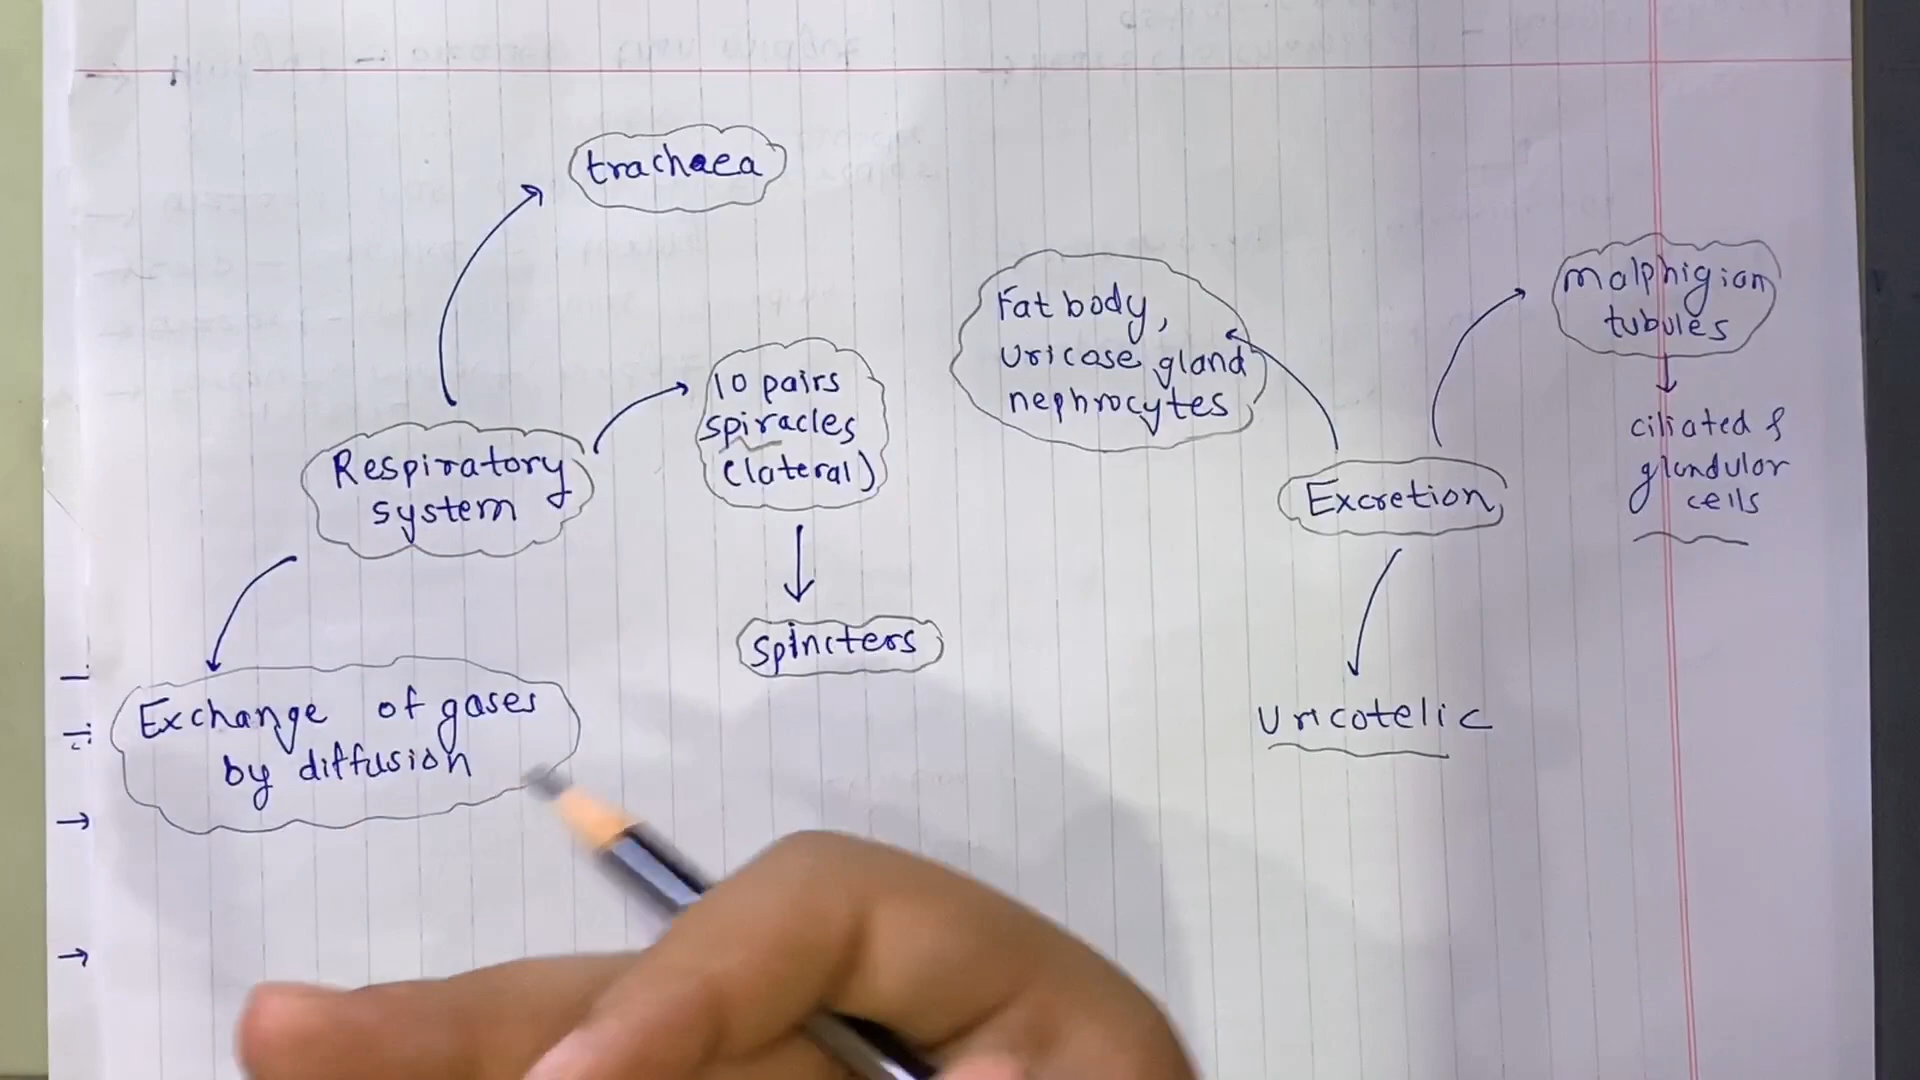 trachaea
Respiratory
system
10 pairs
spiracles
(lateral)
spincters
Exchange of gases
by diffusion
Fat body,
uricose gland
nephrocytes
Excretion
malphigian
tubules
ciliated &
glandular
cells
Uricotelic